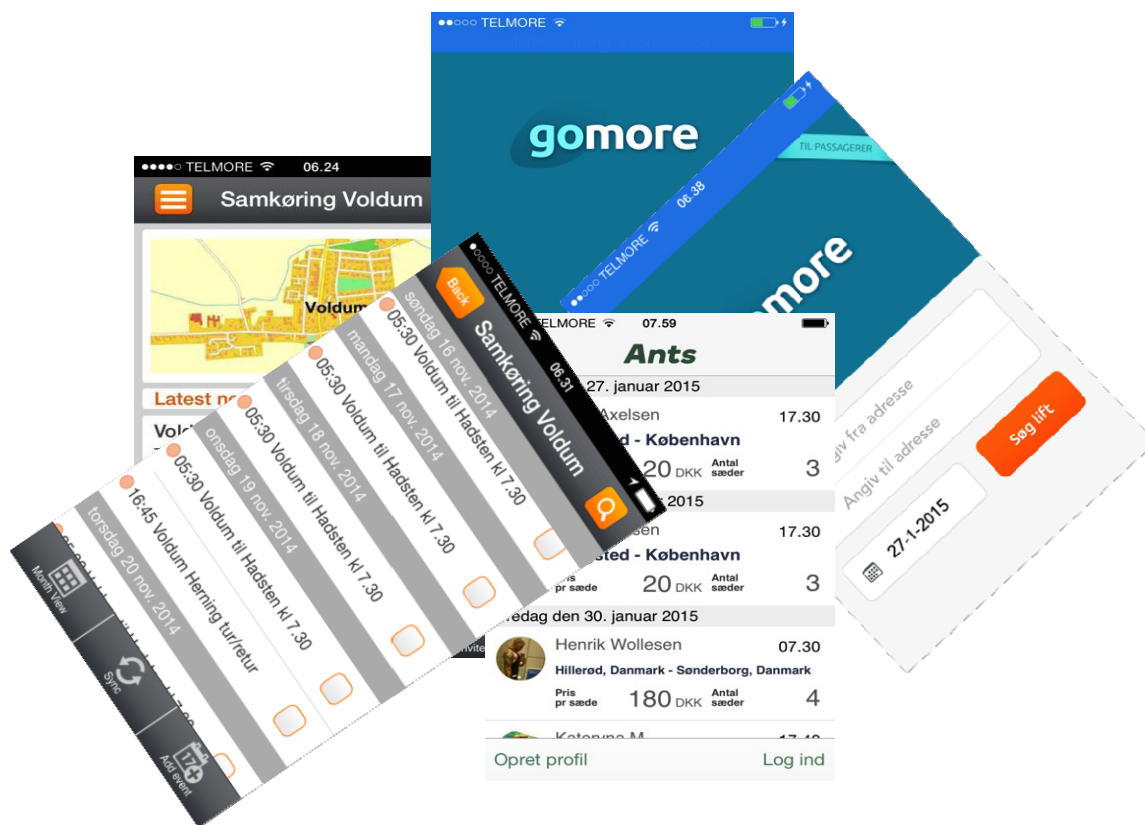 TELMORE
gomore
TELMORE 06.38
TIL PASSAGERER
omore
fra adresse
Angiv til adresse
27-1-2015
Søg lift
TELMORE 06.24
Samkøring Voldum
Voldum
Latest
TELMORE 06.31
Back
Samkøring Voldum
søndag 16 nov. 2014
05:30 Voldum til Hadsten kl 7.30
mandag 17 nov. 2014
05:30 Voldum til Hadsten kl 7.30
tirsdag 18 nov. 2014
05:30 Voldum til Hadsten kl 7.30
onsdag 19 nov. 2014
05:30 Voldum til Hadsten kl 7.30
16:45 Voldum Herning tur/retur
torsdag 20 nov. 2014
Month View
Sync
17
Add event
ELMORE 07.59
Ants
27. januar 2015
Axelsen 17.30
d - København
20 DKK Antal sæder 3
2015
sen 17.30
sted - København
pr sæde 20 DKK Antal sæder 3
edag den 30. januar 2015
Henrik Wollesen 07.30
Hillerød, Danmark - Sønderborg, Danmark
Pris pr sæde 180 DKK Antal sæder 4
Kateryna M
Opret profil Log ind